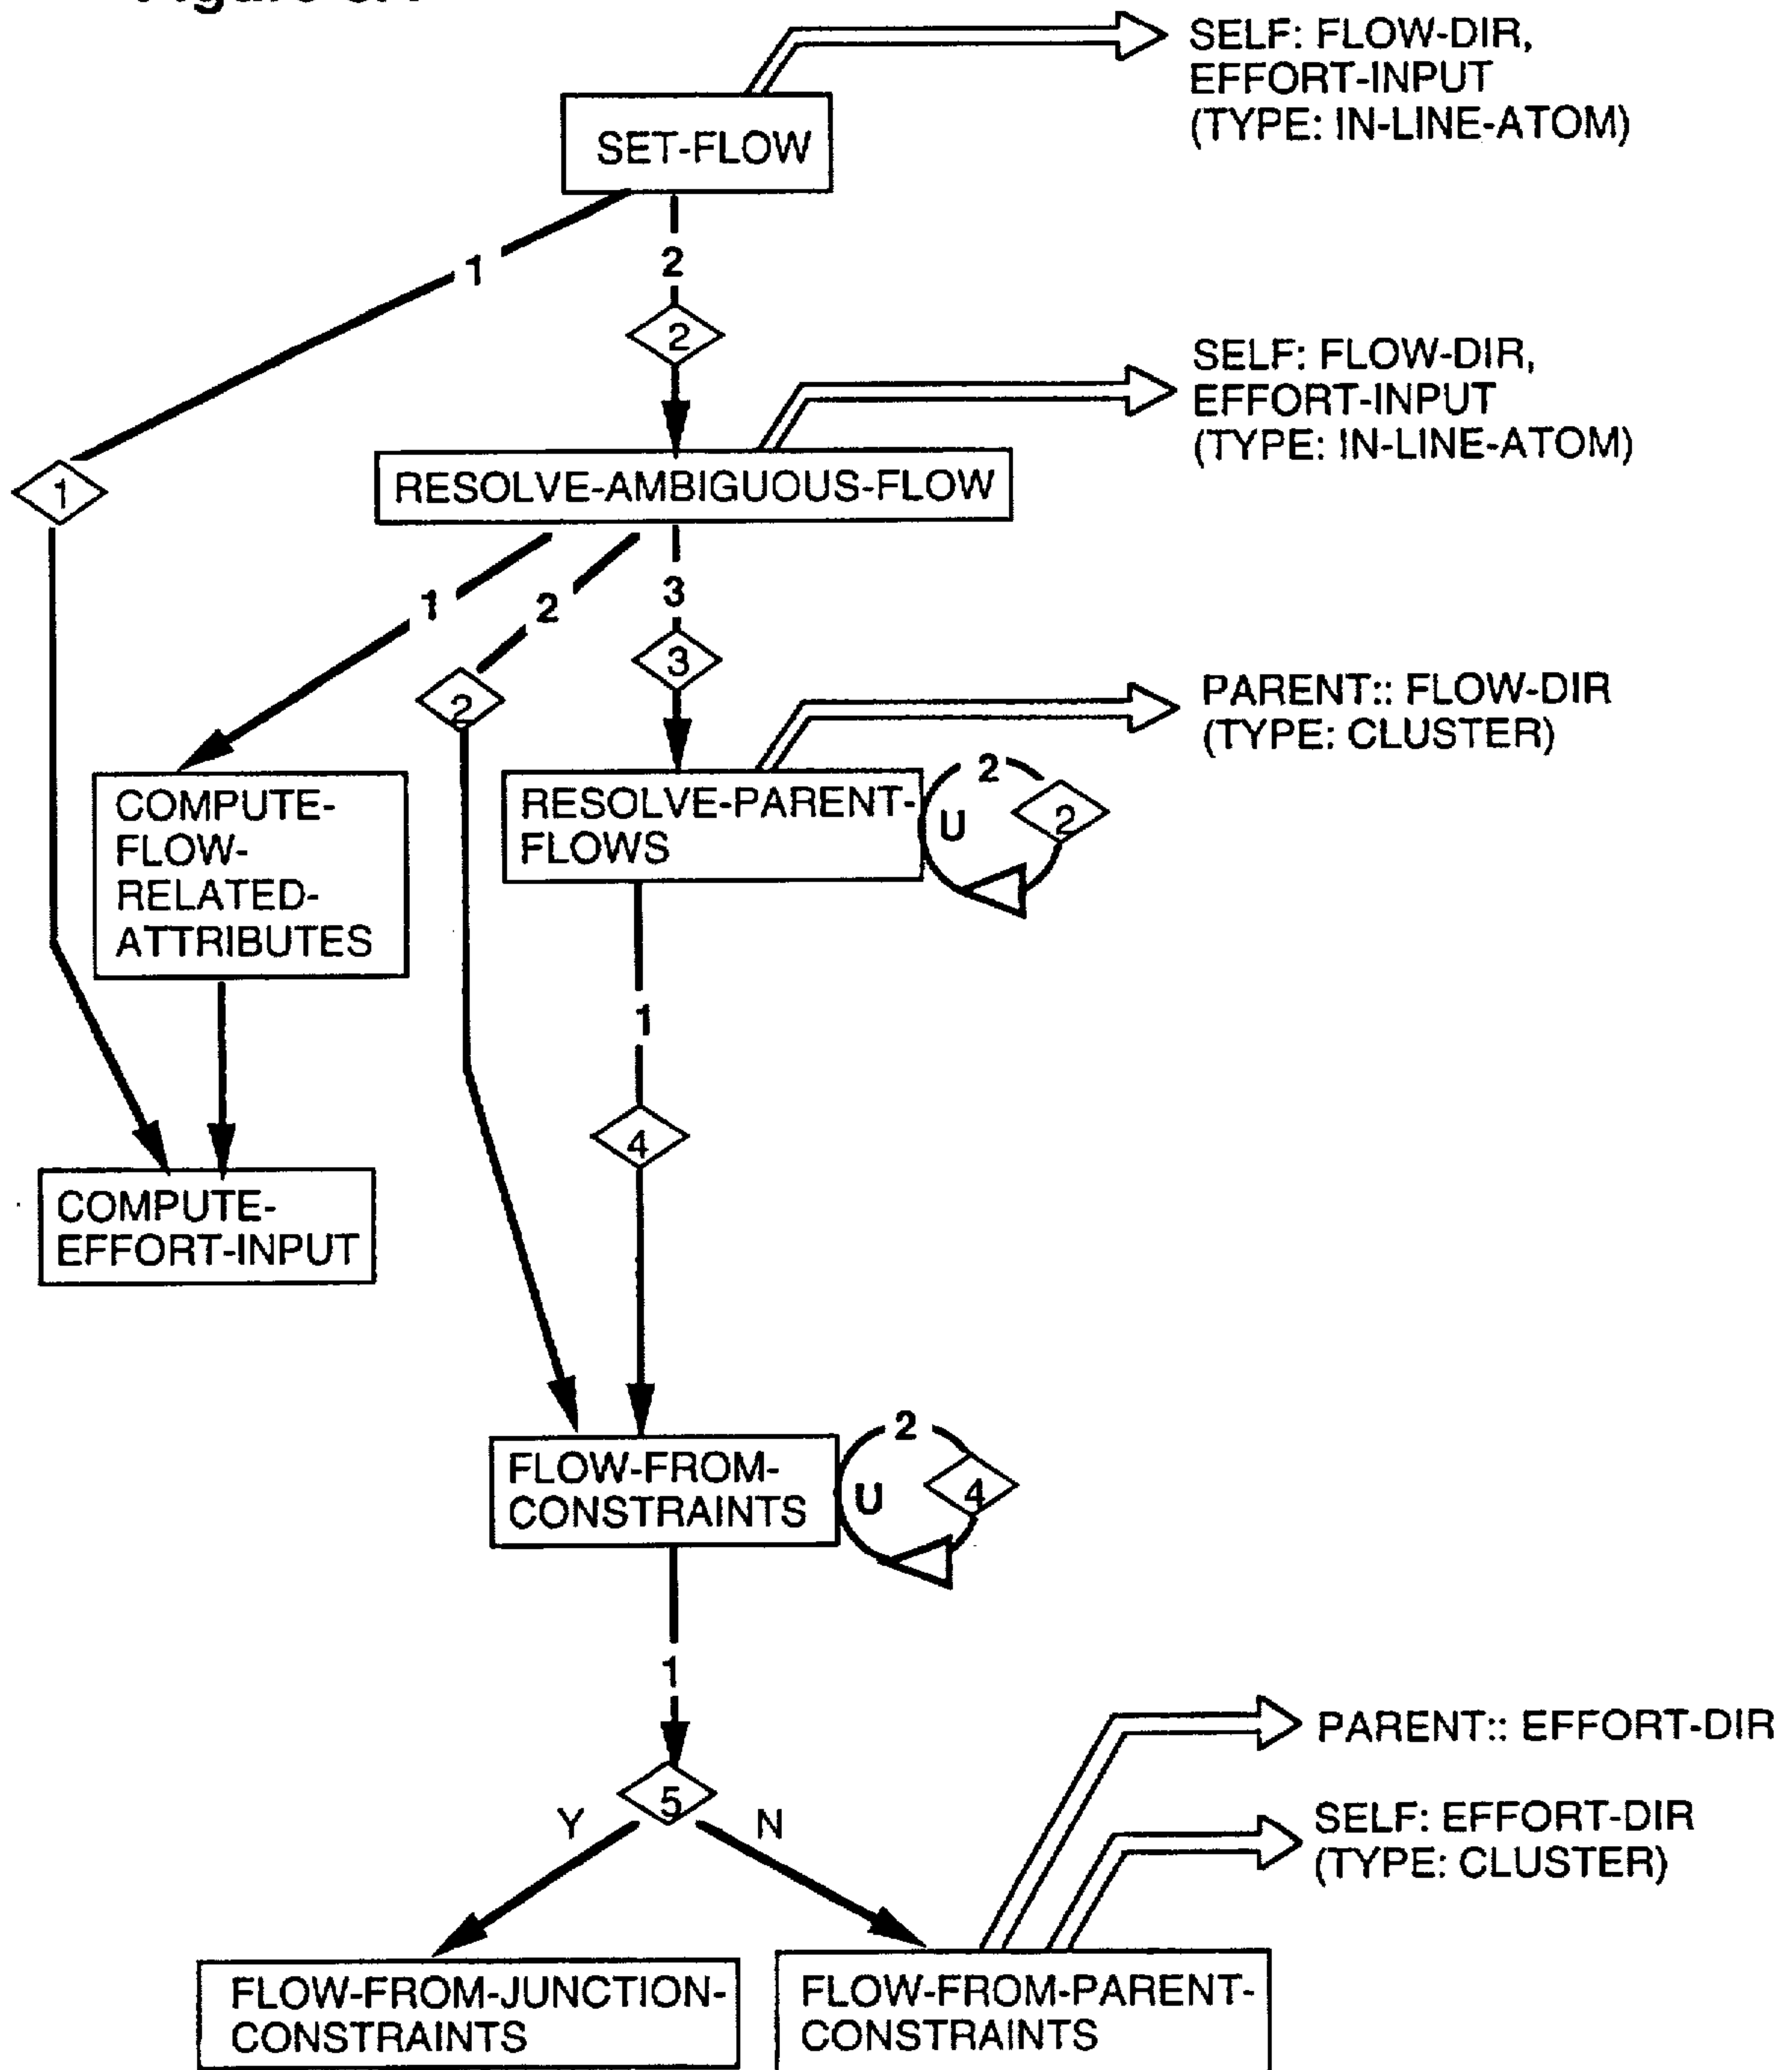 SELF: FLOW-DIR,
EFFORT-INPUT
(TYPE: IN-LINE-ATOM)
SET-FLOW
1
2
2
SELF: FLOW-DIR,
EFFORT-INPUT
(TYPE: IN-LINE-ATOM)
1
RESOLVE-AMBIGUOUS-FLOW
1
2
3
3
2
PARENT:: FLOW-DIR
(TYPE: CLUSTER)
COMPUTE-
FLOW-
RELATED-
ATTRIBUTES
RESOLVE-PARENT-
FLOWS
2
U
2
1
4
COMPUTE-
EFFORT-INPUT
FLOW-FROM-
CONSTRAINTS
2
U
4
1
5
Y
N
PARENT:: EFFORT-DIR
SELF: EFFORT-DIR
(TYPE: CLUSTER)
FLOW-FROM-JUNCTION-
CONSTRAINTS
FLOW-FROM-PARENT-
CONSTRAINTS